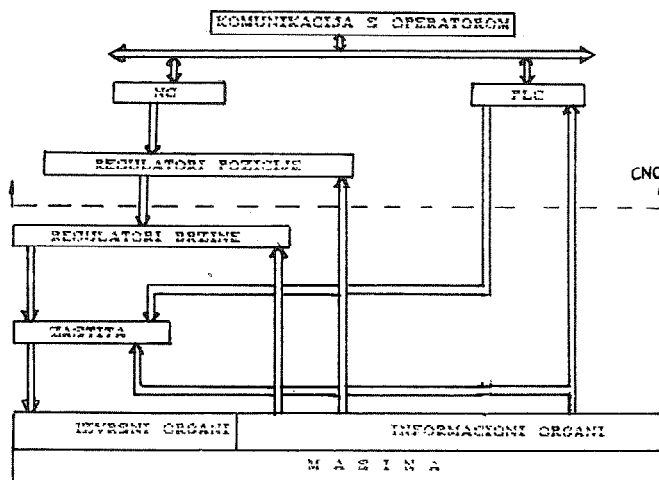 KOMUNIKACIJA S OPERATOROM
NC
PLC
REGULATORI POZICIJE
CNC
REGULATORI BRZINE
ZASTITA
IZVRSNI ORGANI
INFORMACIONI ORGANI
M A S I N A